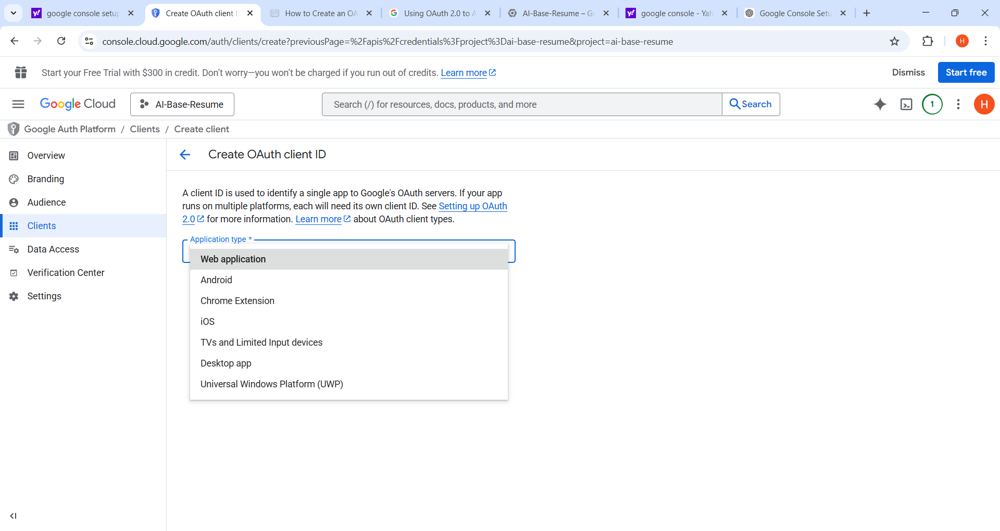 google console setup
Create OAuth client I
How to Create an OA
Using OAuth 2.0 to A
AI-Base-Resume – Go
google console - Yah
Google Console Setu
console.cloud.google.com/auth/clients/create?previousPage=%2Fapis%2Fcredentials%3Fproject%3Dai-base-resume&project=ai-base-resume
H
Start your Free Trial with $300 in credit. Don’t worry—you won’t be charged if you run out of credits. Learn more
Dismiss
Start free
Google Cloud
AI-Base-Resume
Search (/) for resources, docs, products, and more
Search
1
H
Google Auth Platform / Clients / Create client
Overview
Branding
Audience
Clients
Data Access
Verification Center
Settings
Create OAuth client ID
A client ID is used to identify a single app to Google's OAuth servers. If your app
runs on multiple platforms, each will need its own client ID. See Setting up OAuth
2.0 for more information. Learn more about OAuth client types.
Application type *
Web application
Android
Chrome Extension
iOS
TVs and Limited Input devices
Desktop app
Universal Windows Platform (UWP)